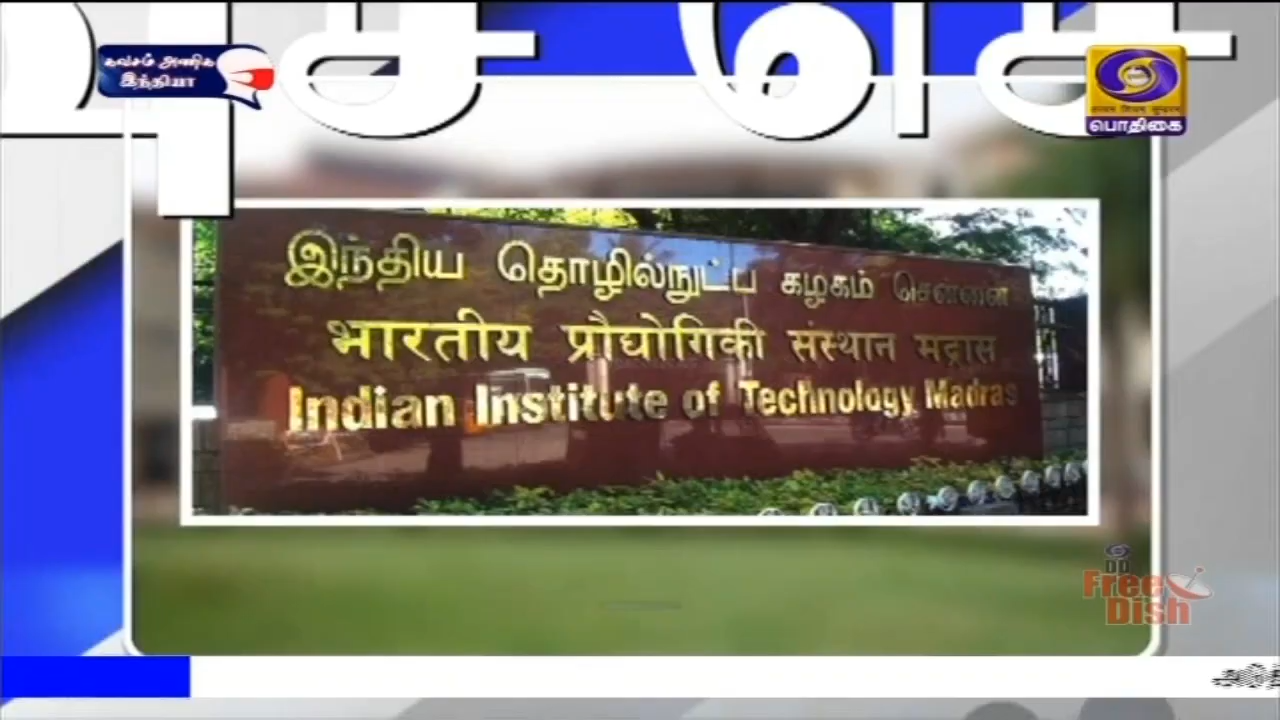 கவசம் அணிக
இந்தியா
பொதிகை
இந்திய தொழில்நுட்ப கழகம் சென்னை
भारतीय प्रौद्योगिकी संस्थान मद्रास
Indian Institute of Technology Madras
DD
Free
Dish